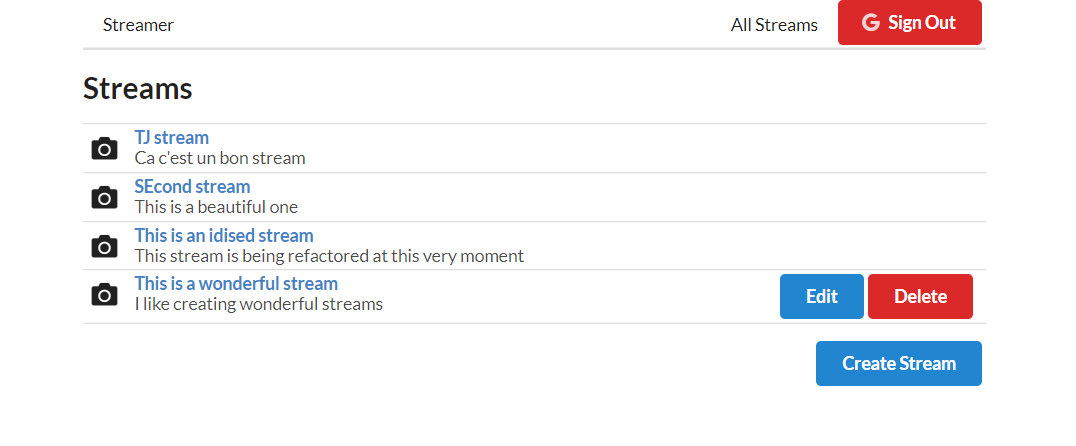 Streamer
All Streams
Sign Out
Streams
TJ stream
Ca c'est un bon stream
SEcond stream
This is a beautiful one
This is an idised stream
This stream is being refactored at this very moment
This is a wonderful stream
I like creating wonderful streams
Edit
Delete
Create Stream